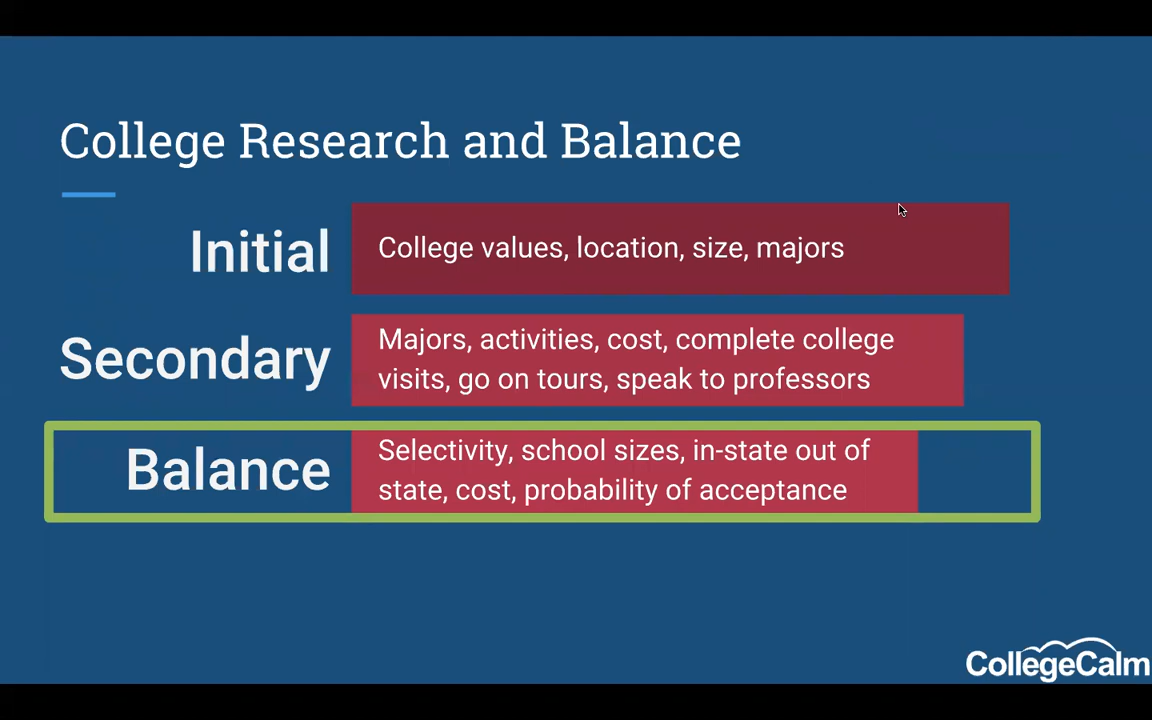 College Research and Balance
Initial
College values, location, size, majors
Secondary
Majors, activities, cost, complete college
visits, go on tours, speak to professors
Balance
Selectivity, school sizes, in-state out of
state, cost, probability of acceptance
CollegeCalm